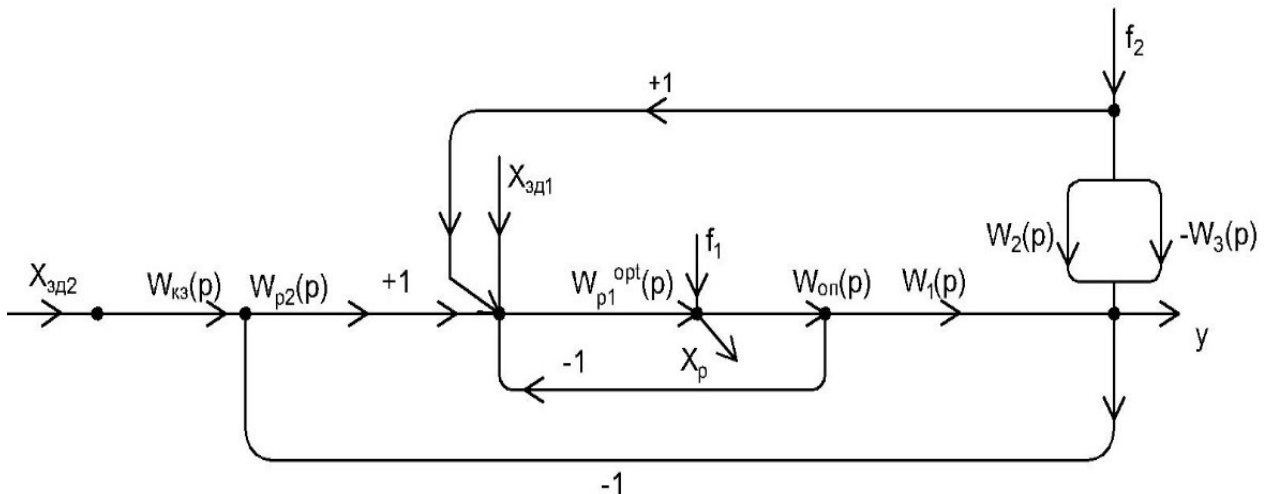 f₂
+1
Xзд1
W₂(p)
-W₃(p)
Xзд2
Wкз(p)
Wр2(p)
+1
Wр1ᵒᵖᵗ(p)
f₁
Wоп(p)
W₁(p)
y
-1
Xр
-1